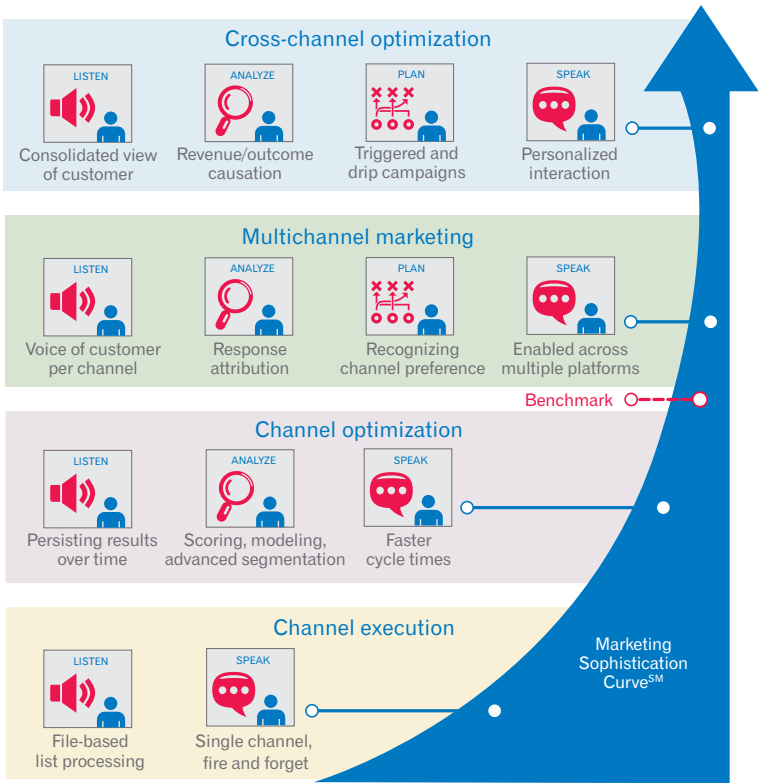 Cross-channel optimization
LISTEN
ANALYZE
PLAN
SPEAK
Consolidated view
of customer
Revenue/outcome
causation
Triggered and
drip campaigns
Personalized
interaction
Multichannel marketing
LISTEN
ANALYZE
PLAN
SPEAK
Voice of customer
per channel
Response
attribution
Recognizing
channel preference
Enabled across
multiple platforms
Benchmark
Channel optimization
LISTEN
ANALYZE
SPEAK
Persisting results
over time
Scoring, modeling,
advanced segmentation
Faster
cycle times
Channel execution
LISTEN
SPEAK
File-based
list processing
Single channel,
fire and forget
Marketing
Sophistication
Curve℠